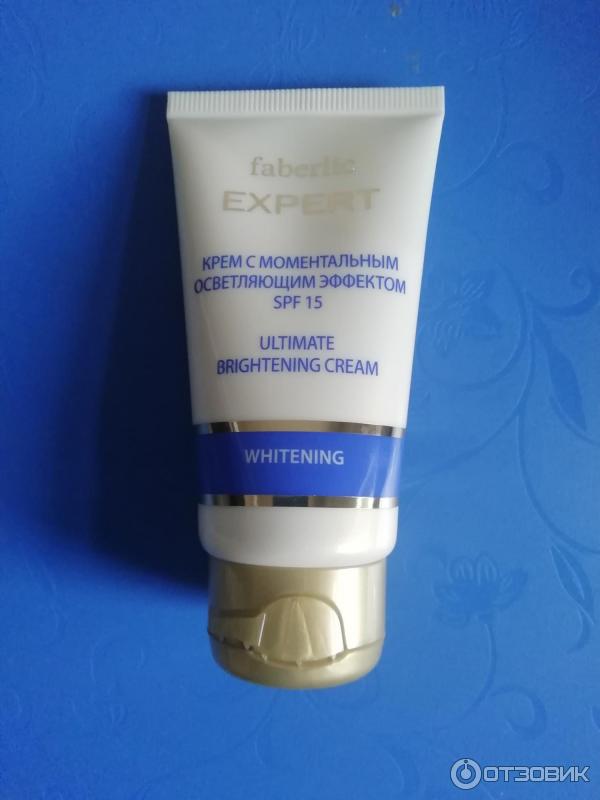 faberlic
EXPERT
КРЕМ С МОМЕНТАЛЬНЫМ
ОСВЕТЛЯЮЩИМ ЭФФЕКТОМ
SPF 15
ULTIMATE
BRIGHTENING CREAM
WHITENING
ОТЗОВИК